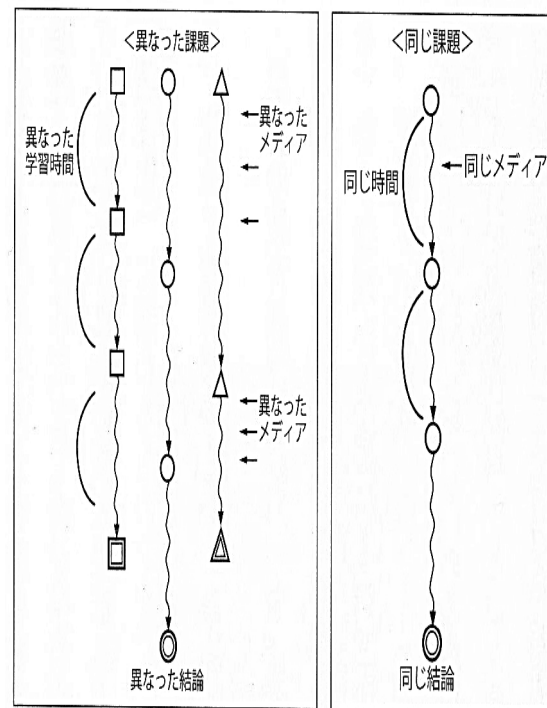 <異なった課題>
異なった
学習時間
異なった
メディア
異なった
メディア
異なった結論
<同じ課題>
同じ時間
同じメディア
同じ結論